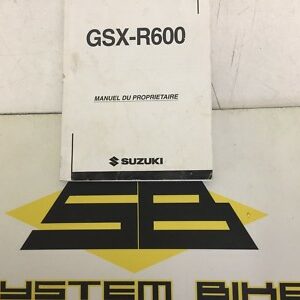 GSX-R600
MANUEL DU PROPRIETAIRE
SUZUKI
SB
SYSTEM BIKE